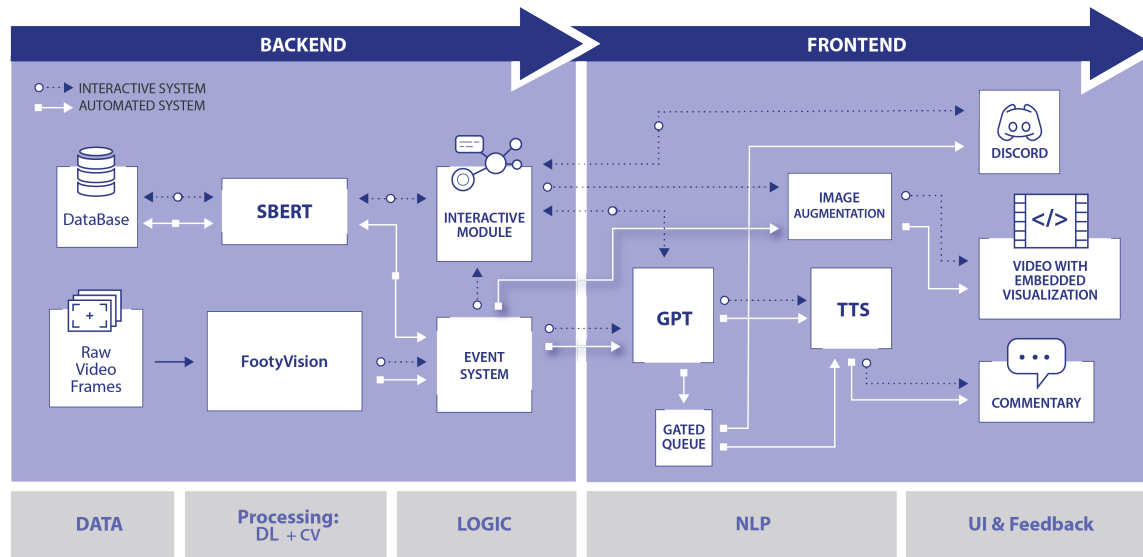 BACKEND
FRONTEND
INTERACTIVE SYSTEM
AUTOMATED SYSTEM
DataBase
SBERT
INTERACTIVE
MODULE
DISCORD
IMAGE
AUGMENTATION
</>
VIDEO WITH
EMBEDDED
VISUALIZATION
Raw
Video
Frames
FootyVision
EVENT
SYSTEM
GPT
TTS
GATED
QUEUE
COMMENTARY
DATA
Processing:
DL + CV
LOGIC
NLP
UI & Feedback